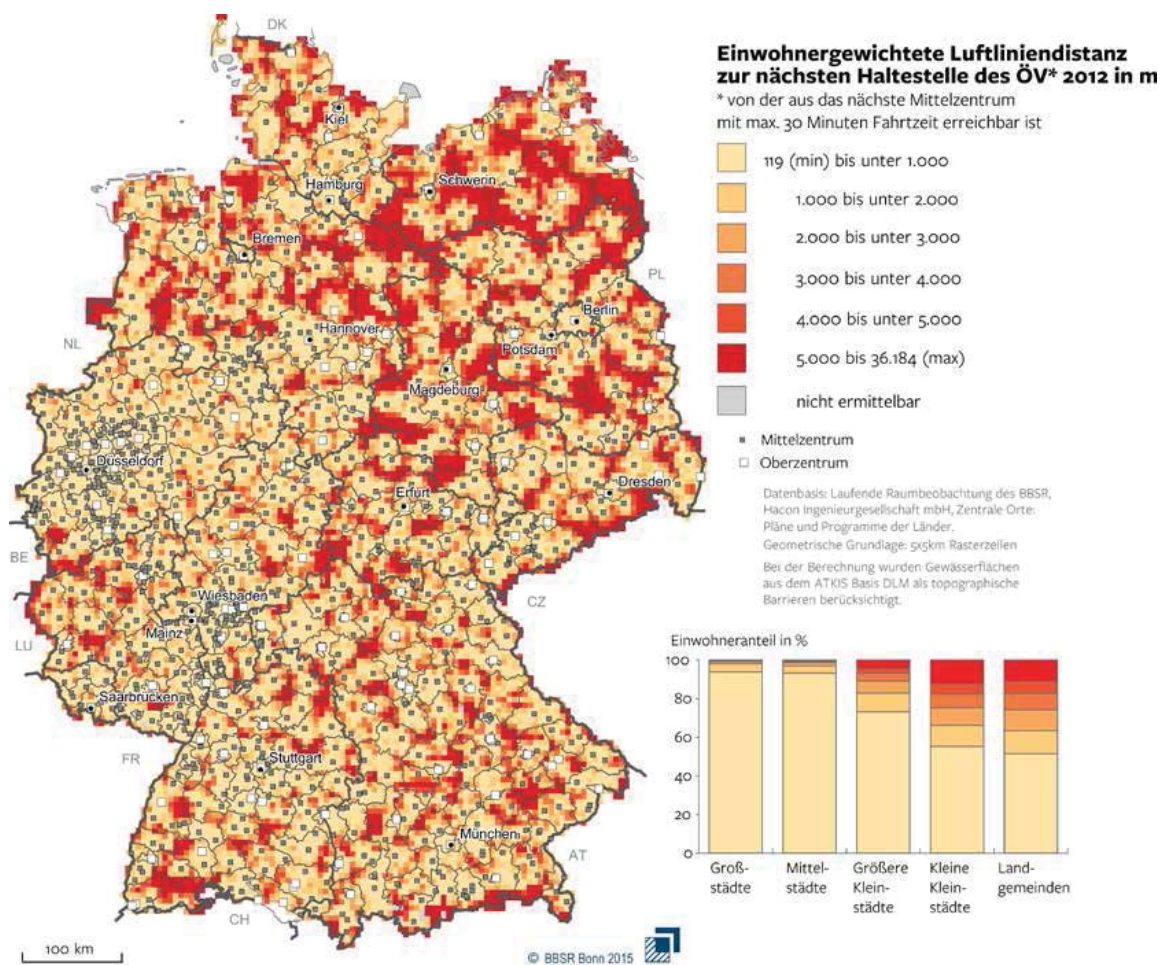 Einwohnergewichtete Luftliniendistanz
zur nächsten Haltestelle des ÖV* 2012 in m
* von der aus das nächste Mittelzentrum
mit max. 30 Minuten Fahrtzeit erreichbar ist
119 (min) bis unter 1.000
1.000 bis unter 2.000
2.000 bis unter 3.000
3.000 bis unter 4.000
4.000 bis unter 5.000
5.000 bis 36.184 (max)
nicht ermittelbar
Mittelzentrum
Oberzentrum
Datenbasis: Laufende Raumbeobachtung des BBSR,
Hacon Ingenieurgesellschaft mbH, Zentrale Orte:
Pläne und Programme der Länder.
Geometrische Grundlage: 5x5km Rasterzellen
Bei der Berechnung wurden Gewässerflächen
aus dem ATKIS Basis DLM als topographische
Barrieren berücksichtigt.
DK
Kiel
Hamburg
Schwerin
Bremen
PL
Berlin
Hannover
Potsdam
NL
Magdeburg
Düsseldorf
Erfurt
Dresden
BE
Wiesbaden
CZ
Mainz
LU
Saarbrücken
FR
Stuttgart
München
AT
CH
100 km
© BBSR Bonn 2015
Einwohneranteil in %
100
80
60
40
20
0
Groß-
städte
Mittel-
städte
Größere
Klein-
städte
Kleine
Klein-
städte
Land-
gemeinden